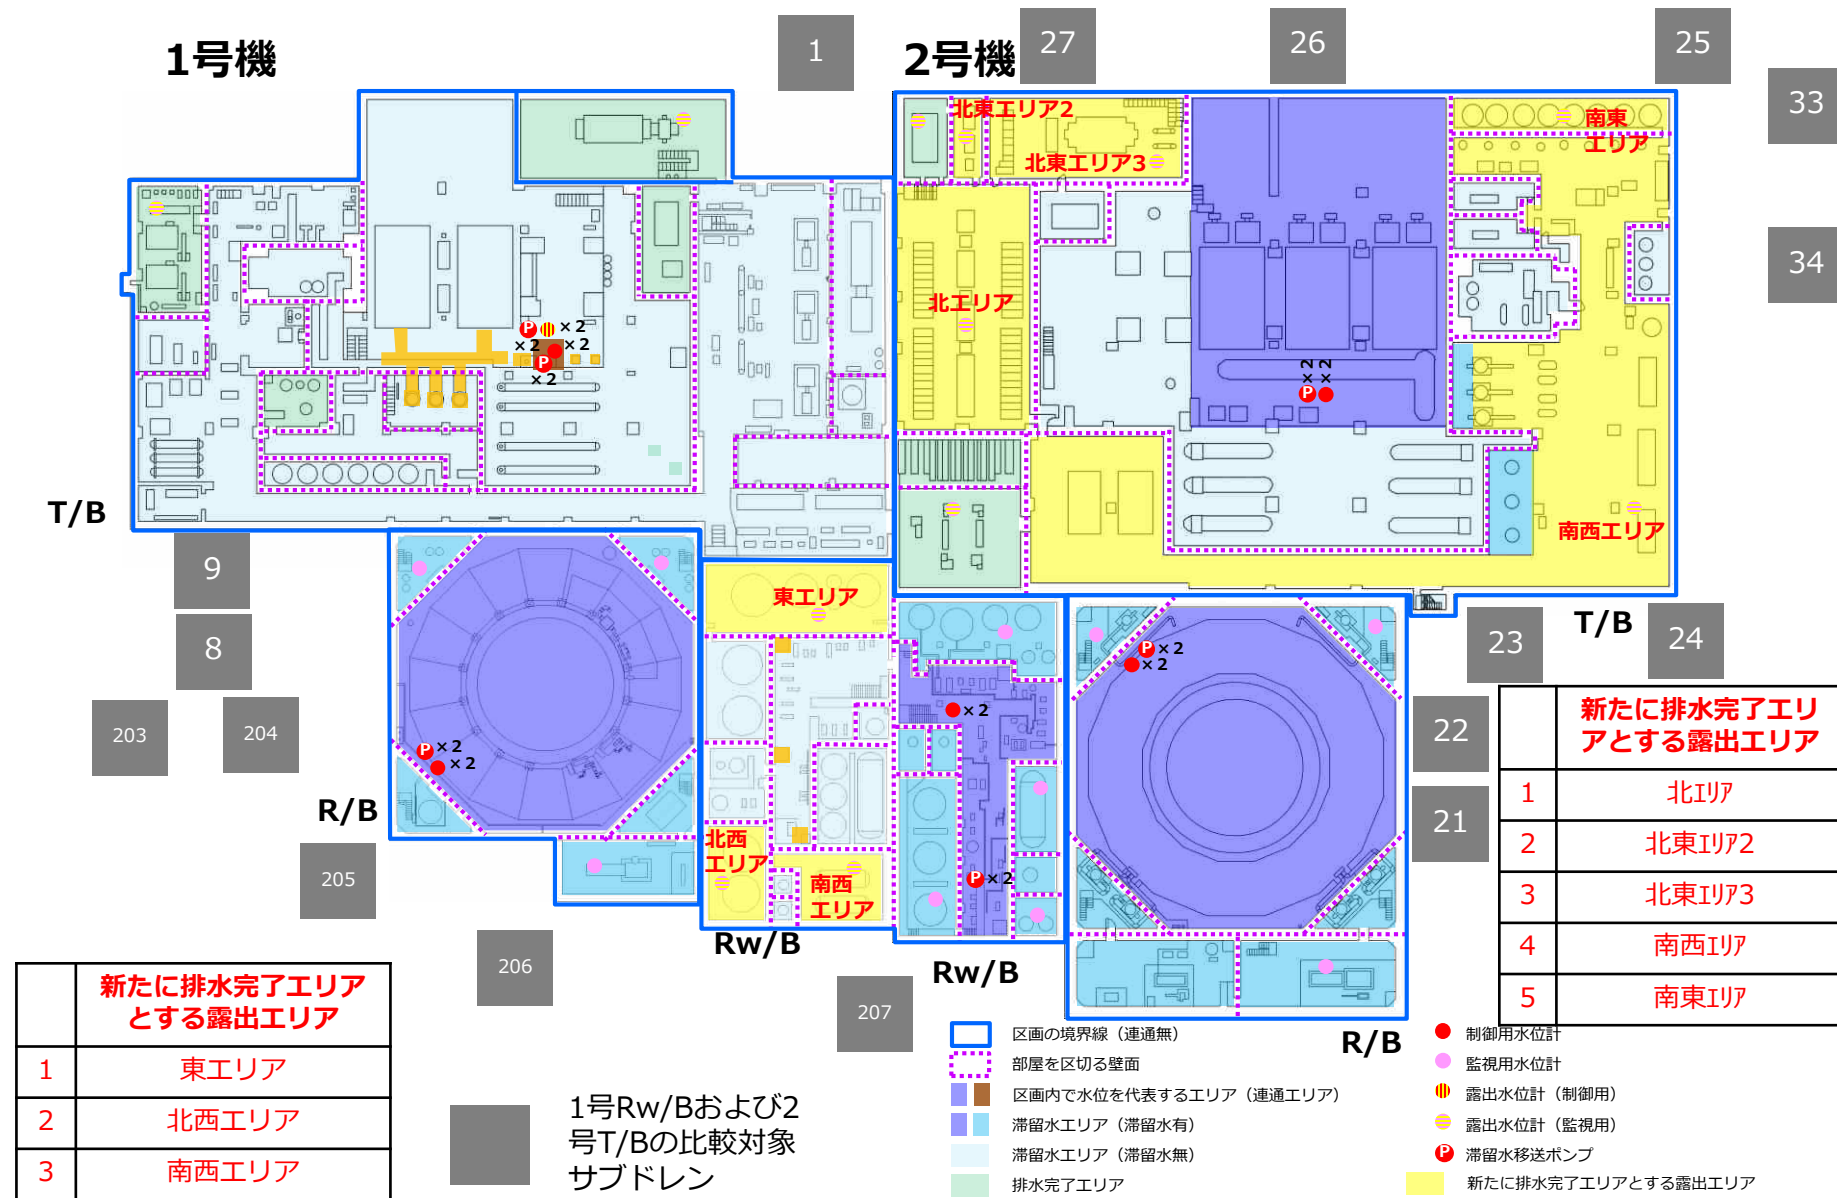 1号機
1
2号機
27
26
25
33
34
北東エリア2
北東エリア3
南東
エリア
北エリア
P
×2
×2
×2
P
×2
×2
×2
P
南西エリア
T/B
9
8
203
204
205
206
207
東エリア
P
×2
×2
R/B
北西
エリア
南西
エリア
Rw/B
×2
P
×2
Rw/B
P
×2
×2
R/B
T/B
23
24
22
21
新たに排水完了エリ
アとする露出エリア
1
北エリア
2
北東エリア2
3
北東エリア3
4
南西エリア
5
南東エリア
新たに排水完了エリア
とする露出エリア
1
東エリア
2
北西エリア
3
南西エリア
1号Rw/Bおよび2
号T/Bの比較対象
サブドレン
区画の境界線（連通無）
部屋を区切る壁面
区画内で水位を代表するエリア（連通エリア）
滞留水エリア（滞留水有）
滞留水エリア（滞留水無）
排水完了エリア
制御用水位計
監視用水位計
露出水位計（制御用）
露出水位計（監視用）
P
滞留水移送ポンプ
新たに排水完了エリアとする露出エリア